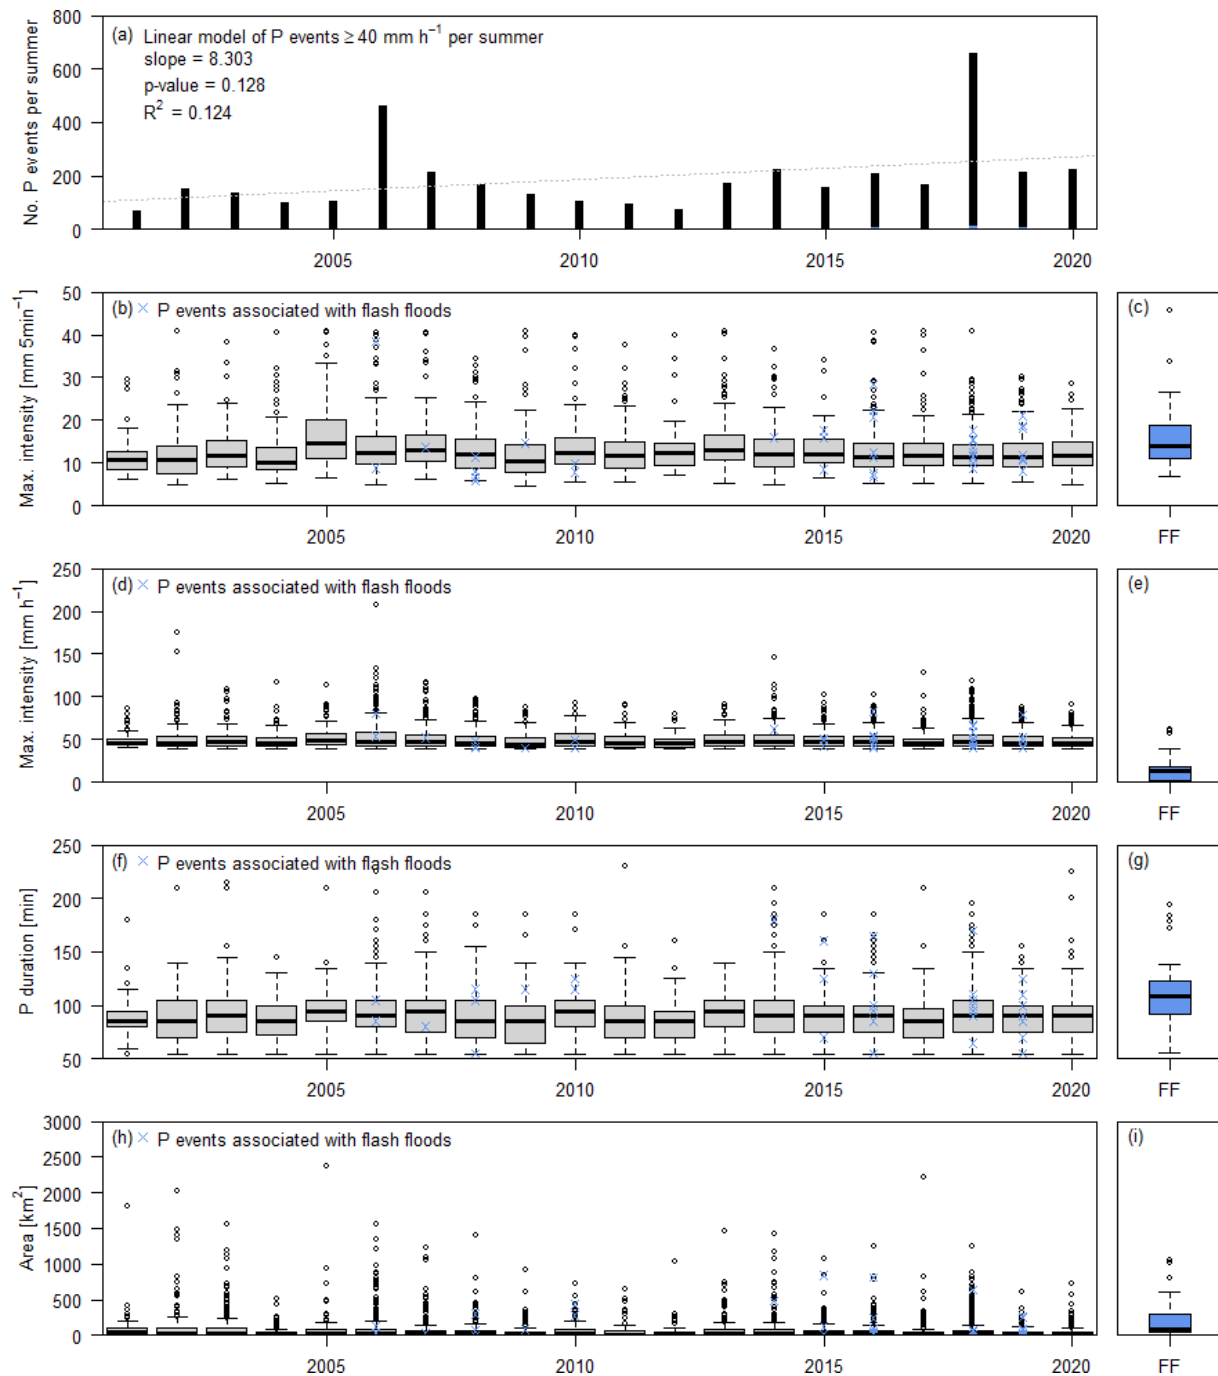 (a) Linear model of P events ≥ 40 mm h⁻¹ per summer
slope = 8.303
p-value = 0.128
R² = 0.124
No. P events per summer
800
600
400
200
0
2005 2010 2015 2020
(b) × P events associated with flash floods
Max. intensity [mm 5min⁻¹]
50
40
30
20
10
0
2005 2010 2015 2020
(c)
FF
(d) × P events associated with flash floods
Max. intensity [mm h⁻¹]
250
200
150
100
50
0
2005 2010 2015 2020
(e)
FF
(f) × P events associated with flash floods
P duration [min]
250
200
150
100
50
2005 2010 2015 2020
(g)
FF
(h) × P events associated with flash floods
Area [km²]
3000
2500
2000
1500
1000
500
0
2005 2010 2015 2020
(i)
FF